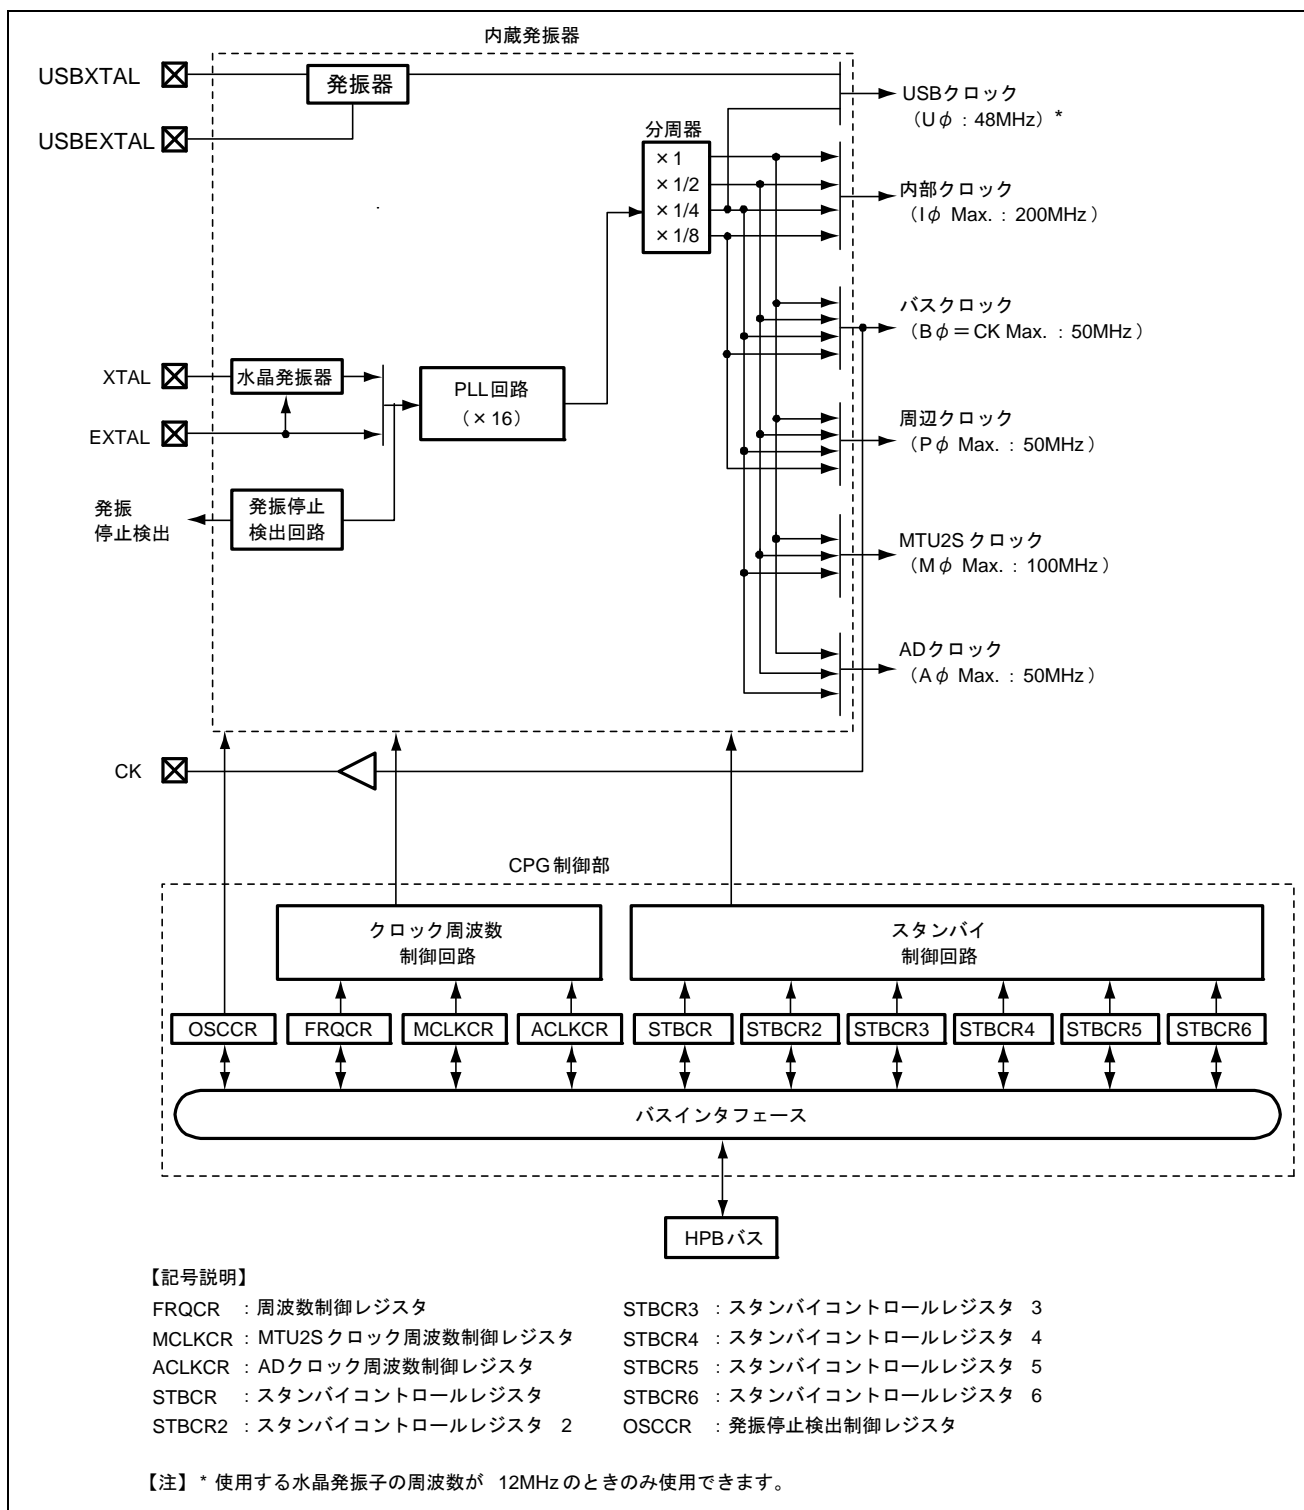 内蔵発振器
USBXTAL
発振器
USBEXTAL
USBクロック
（Uφ：48MHz）*
分周器
×1
×1/2
×1/4
×1/8
内部クロック
（Iφ Max.：200MHz）
バスクロック
（Bφ＝CK Max.：50MHz）
XTAL
水晶発振器
EXTAL
PLL回路
（×16）
周辺クロック
（Pφ Max.：50MHz）
発振
停止検出
発振停止
検出回路
MTU2Sクロック
（Mφ Max.：100MHz）
ADクロック
（Aφ Max.：50MHz）
CK
CPG制御部
クロック周波数
制御回路
スタンバイ
制御回路
OSCCR FRQCR MCLKCR ACLKCR STBCR STBCR2 STBCR3 STBCR4 STBCR5 STBCR6
バスインタフェース
HPBバス
【記号説明】
FRQCR ：周波数制御レジスタ
MCLKCR ：MTU2Sクロック周波数制御レジスタ
ACLKCR ：ADクロック周波数制御レジスタ
STBCR ：スタンバイコントロールレジスタ
STBCR2 ：スタンバイコントロールレジスタ 2
STBCR3 ：スタンバイコントロールレジスタ 3
STBCR4 ：スタンバイコントロールレジスタ 4
STBCR5 ：スタンバイコントロールレジスタ 5
STBCR6 ：スタンバイコントロールレジスタ 6
OSCCR ：発振停止検出制御レジスタ
【注】* 使用する水晶発振子の周波数が 12MHzのときのみ使用できます。